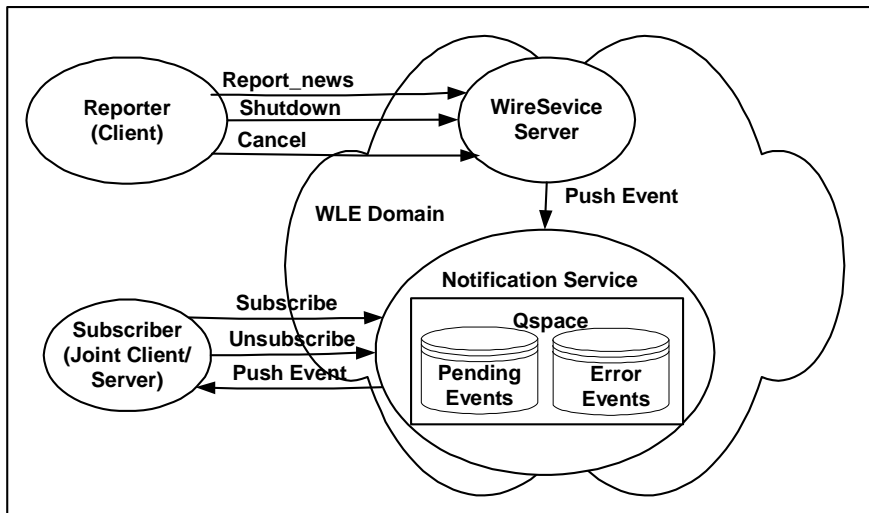 Report_news
Shutdown
Cancel
Reporter
(Client)
WireSevice
Server
WLE Domain
Push Event
Notification Service
Qspace
Pending
Events
Error
Events
Subscribe
Unsubscribe
Push Event
Subscriber
(Joint Client/
Server)